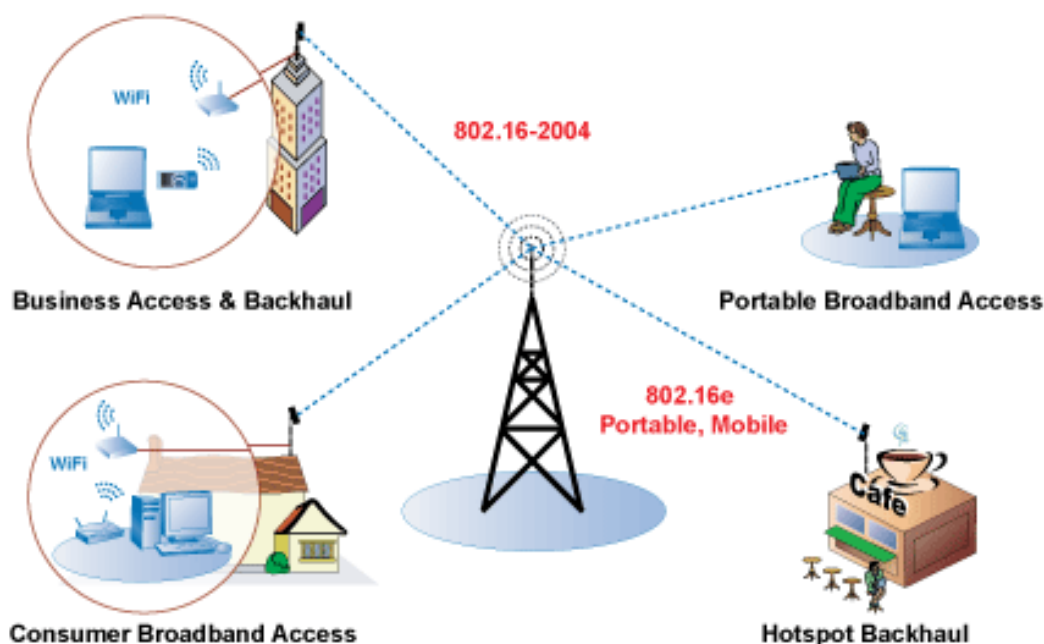 WiFi
802.16-2004
Business Access & Backhaul
Portable Broadband Access
802.16e
Portable, Mobile
WiFi
Cafe
Consumer Broadband Access
Hotspot Backhaul